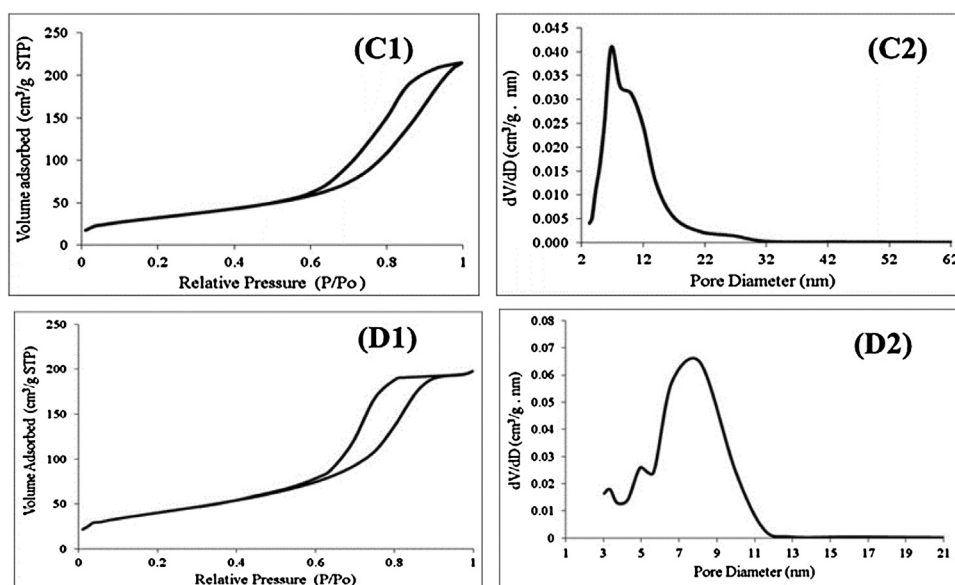 (C1)
Volume adsorbed (cm³/g STP)
250
200
150
100
50
0
0 0.2 0.4 0.6 0.8 1
Relative Pressure (P/Po)
(C2)
dV/dD (cm³/g . nm)
0.045
0.040
0.035
0.030
0.025
0.020
0.015
0.010
0.005
0.000
2 12 22 32 42 52 62
Pore Diameter (nm)
(D1)
Volume Adsorbed (cm³/g STP)
250
200
150
100
50
0
0 0.2 0.4 0.6 0.8 1
Relative Pressure (P/Po)
(D2)
dV/dD (cm³/g . nm)
0.08
0.07
0.06
0.05
0.04
0.03
0.02
0.01
0
1 3 5 7 9 11 13 15 17 19 21
Pore Diameter (nm)